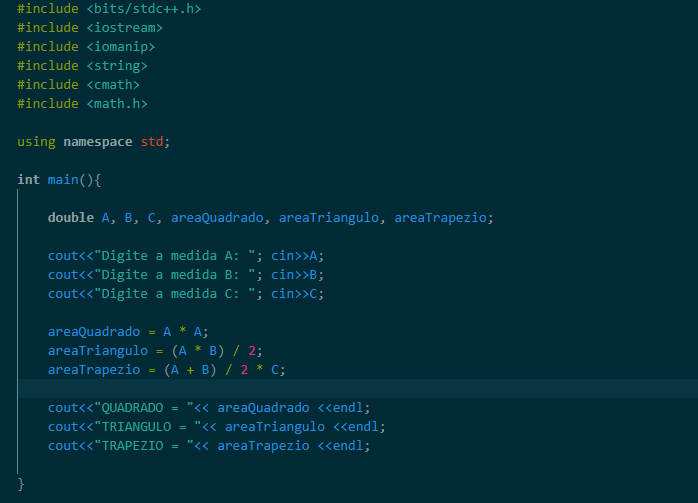 #include <bits/stdc++.h>
#include <iostream>
#include <iomanip>
#include <string>
#include <cmath>
#include <math.h>
using namespace std;
int main(){
double A, B, C, areaQuadrado, areaTriangulo, areaTrapezio;
cout<<"Digite a medida A: "; cin>>A;
cout<<"Digite a medida B: "; cin>>B;
cout<<"Digite a medida C: "; cin>>C;
areaQuadrado = A * A;
areaTriangulo = (A * B) / 2;
areaTrapezio = (A + B) / 2 * C;
cout<<"QUADRADO = "<< areaQuadrado <<endl;
cout<<"TRIANGULO = "<< areaTriangulo <<endl;
cout<<"TRAPEZIO = "<< areaTrapezio <<endl;
}